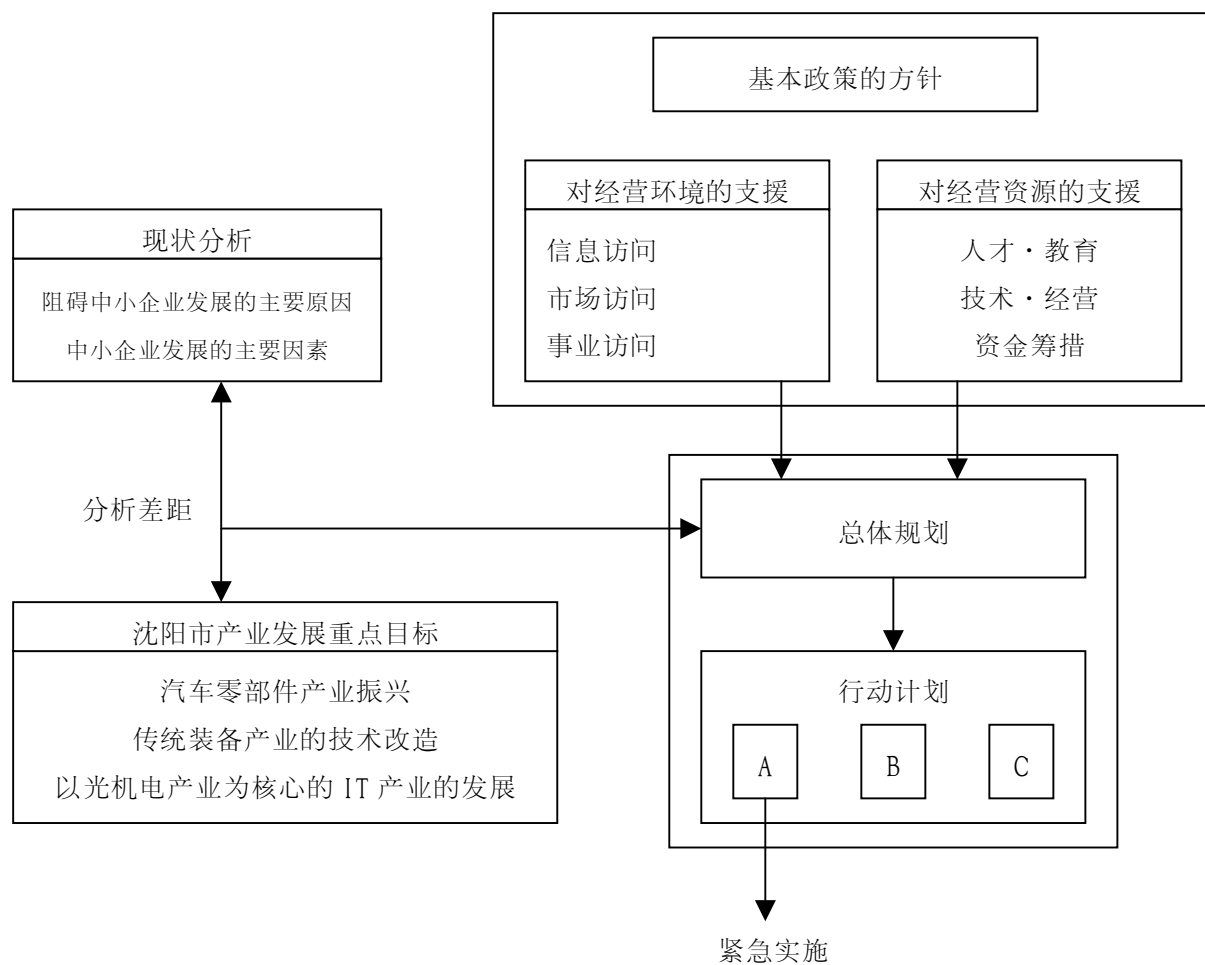 基本政策的方针
对经营环境的支援
信息访问
市场访问
事业访问
对经营资源的支援
人才·教育
技术·经营
资金筹措
现状分析
阻碍中小企业发展的主要原因
中小企业发展的主要因素
分析差距
总体规划
沈阳市产业发展重点目标
汽车零部件产业振兴
传统装备产业的技术改造
以光机电产业为核心的 IT 产业的发展
行动计划
A
B
C
紧急实施